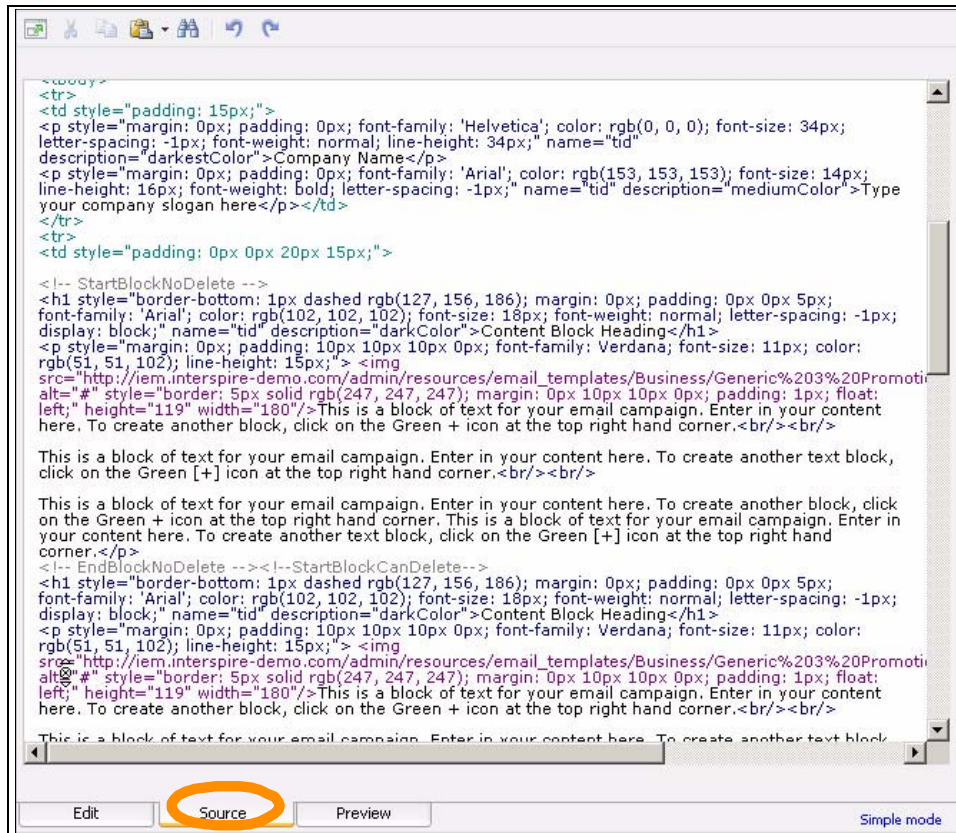 <tbody>
<tr>
<td style="padding: 15px;">
<p style="margin: 0px; padding: 0px; font-family: 'Helvetica'; color: rgb(0, 0, 0); font-size: 34px;
letter-spacing: -1px; font-weight: normal; line-height: 34px;" name="tid"
description="darkestColor">Company Name</p>
<p style="margin: 0px; padding: 0px; font-family: 'Arial'; color: rgb(153, 153, 153); font-size: 14px;
line-height: 16px; font-weight: bold; letter-spacing: -1px;" name="tid" description="mediumColor">Type
your company slogan here</p></td>
</tr>
<tr>
<td style="padding: 0px 0px 20px 15px;">
<!-- StartBlockNoDelete -->
<h1 style="border-bottom: 1px dashed rgb(127, 156, 186); margin: 0px; padding: 0px 0px 5px;
font-family: 'Arial'; color: rgb(102, 102, 102); font-size: 18px; font-weight: normal; letter-spacing: -1px;
display: block;" name="tid" description="darkColor">Content Block Heading</h1>
<p style="margin: 0px; padding: 10px 10px 10px 0px; font-family: Verdana; font-size: 11px; color:
rgb(51, 51, 102); line-height: 15px;"> <img
src="http://iem.interspire-demo.com/admin/resources/email_templates/Business/Generic%203%20Promoti
alt="#" style="border: 5px solid rgb(247, 247, 247); margin: 0px 10px 10px 0px; padding: 1px; float:
left;" height="119" width="180"/>This is a block of text for your email campaign. Enter in your content
here. To create another block, click on the Green + icon at the top right hand corner.<br/><br/>
This is a block of text for your email campaign. Enter in your content here. To create another text block,
click on the Green [+] icon at the top right hand corner.<br/><br/>
This is a block of text for your email campaign. Enter in your content here. To create another block, click
on the Green + icon at the top right hand corner. This is a block of text for your email campaign. Enter in
your content here. To create another text block, click on the Green [+] icon at the top right hand
corner.</p>
<!-- EndBlockNoDelete --><!--StartBlockCanDelete-->
<h1 style="border-bottom: 1px dashed rgb(127, 156, 186); margin: 0px; padding: 0px 0px 5px;
font-family: 'Arial'; color: rgb(102, 102, 102); font-size: 18px; font-weight: normal; letter-spacing: -1px;
display: block;" name="tid" description="darkColor">Content Block Heading</h1>
<p style="margin: 0px; padding: 10px 10px 10px 0px; font-family: Verdana; font-size: 11px; color:
rgb(51, 51, 102); line-height: 15px;"> <img
src="http://iem.interspire-demo.com/admin/resources/email_templates/Business/Generic%203%20Promoti
alt="#" style="border: 5px solid rgb(247, 247, 247); margin: 0px 10px 10px 0px; padding: 1px; float:
left;" height="119" width="180"/>This is a block of text for your email campaign. Enter in your content
here. To create another block, click on the Green + icon at the top right hand corner.<br/><br/>
This is a block of text for your email campaign. Enter in your content here. To create another text block,
Edit Source Preview Simple mode